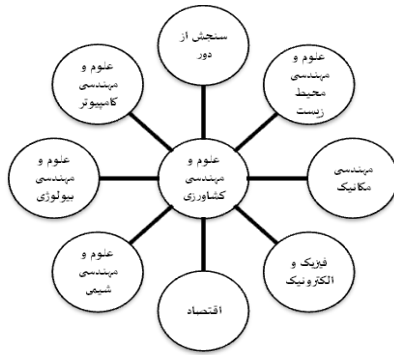 سنجش از
دور
علوم و
مهندسی
محیط
زیست
مهندسی
مکانیک
فیزیک و
الکترونیک
اقتصاد
علوم و
مهندسی
شیمی
علوم و
مهندسی
بیولوژی
علوم و
مهندسی
کامپیوتر
علوم و
مهندسی
کشاورزی